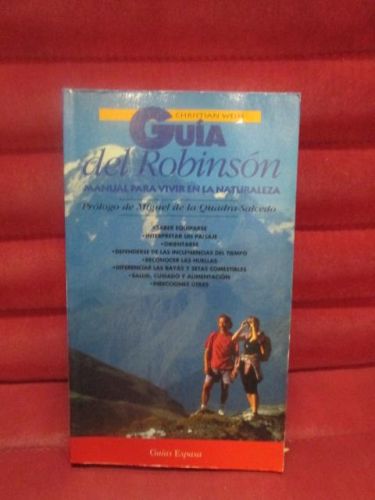 CHRISTIAN WEISS
GUÍA
del Robinsón
MANUAL PARA VIVIR EN LA NATURALEZA
Prólogo de Miguel de la Quadra-Salcedo
•SABER EQUIPARSE
•INTERPRETAR UN PAISAJE
•ORIENTARSE
•DEFENDERSE DE LAS INCLEMENCIAS DEL TIEMPO
•RECONOCER LAS HUELLAS
•DIFERENCIAR LAS BAYAS Y SETAS COMESTIBLES
•SALUD, CUIDADO Y ALIMENTACIÓN
•DIRECCIONES ÚTILES
Guías Espasa